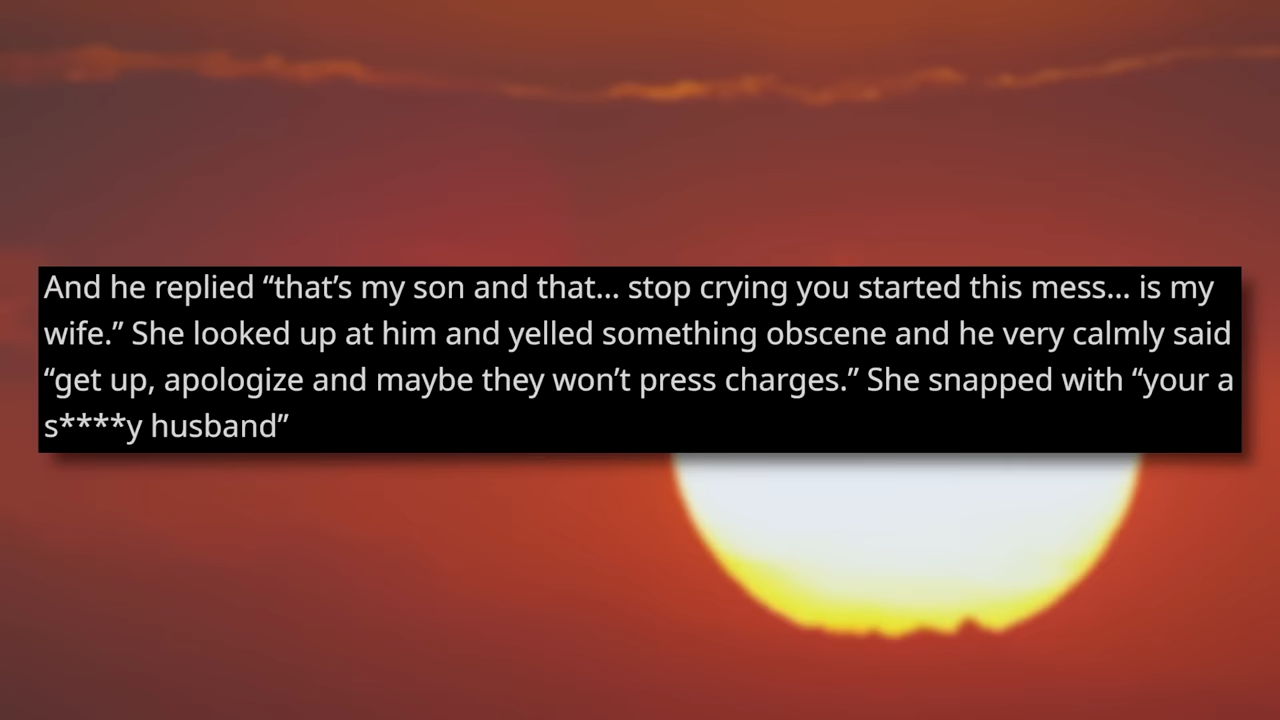 And he replied “that’s my son and that... stop crying you started this mess... is my
wife.” She looked up at him and yelled something obscene and he very calmly said
“get up, apologize and maybe they won’t press charges.” She snapped with “your a
s****y husband”